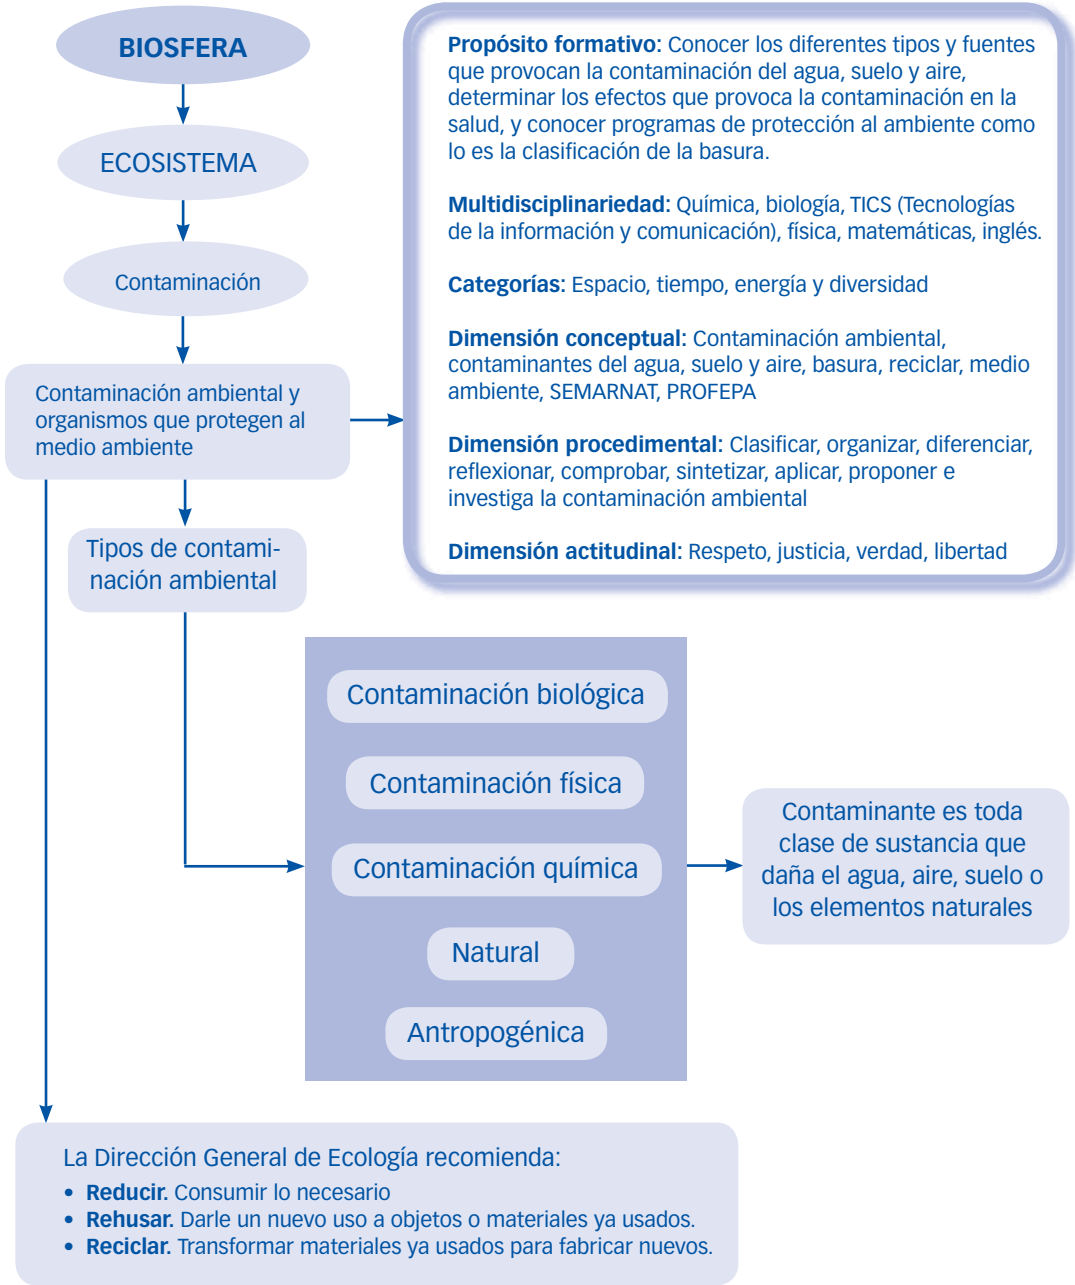 BIOSFERA
ECOSISTEMA
Contaminación
Contaminación ambiental y
organismos que protegen al
medio ambiente
Propósito formativo: Conocer los diferentes tipos y fuentes
que provocan la contaminación del agua, suelo y aire,
determinar los efectos que provoca la contaminación en la
salud, y conocer programas de protección al ambiente como
lo es la clasificación de la basura.
Multidisciplinariedad: Química, biología, TICS (Tecnologías
de la información y comunicación), física, matemáticas, inglés.
Categorías: Espacio, tiempo, energía y diversidad
Dimensión conceptual: Contaminación ambiental,
contaminantes del agua, suelo y aire, basura, reciclar, medio
ambiente, SEMARNAT, PROFEPA
Dimensión procedimental: Clasificar, organizar, diferenciar,
reflexionar, comprobar, sintetizar, aplicar, proponer e
investiga la contaminación ambiental
Dimensión actitudinal: Respeto, justicia, verdad, libertad
Tipos de contami-
nación ambiental
Contaminación biológica
Contaminación física
Contaminación química
Natural
Antropogénica
Contaminante es toda
clase de sustancia que
daña el agua, aire, suelo o
los elementos naturales
La Dirección General de Ecología recomienda:
• Reducir. Consumir lo necesario
• Rehusar. Darle un nuevo uso a objetos o materiales ya usados.
• Reciclar. Transformar materiales ya usados para fabricar nuevos.